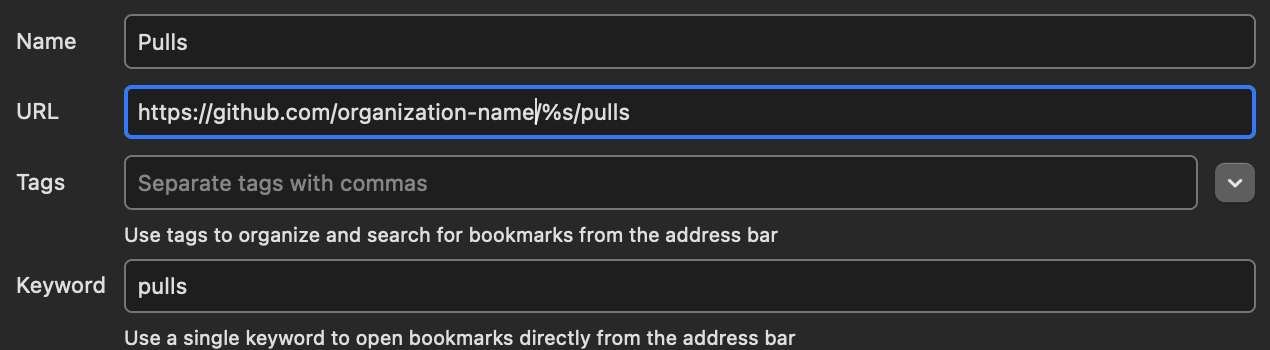 Name Pulls
URL https://github.com/organization-name/%s/pulls
Tags Separate tags with commas
Use tags to organize and search for bookmarks from the address bar
Keyword pulls
Use a single keyword to open bookmarks directly from the address bar